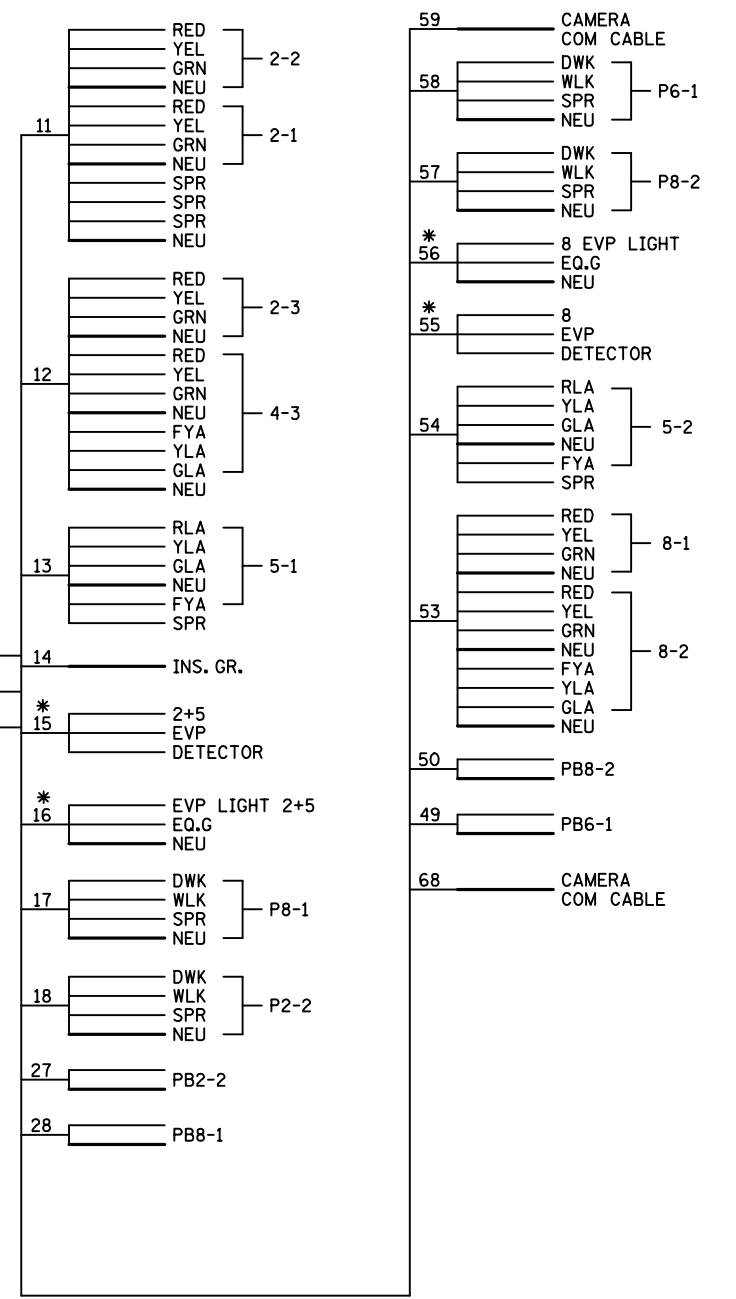 11
RED
YEL
GRN
NEU
2-2
RED
YEL
GRN
NEU
2-1
SPR
SPR
SPR
NEU
12
RED
YEL
GRN
NEU
2-3
RED
YEL
GRN
NEU
FYA
YLA
GLA
4-3
NEU
13
RLA
YLA
GLA
NEU
FYA
5-1
SPR
14
INS. GR.
*
15
2+5
EVP
DETECTOR
*
16
EVP LIGHT 2+5
EQ.G
NEU
17
DWK
WLK
SPR
NEU
P8-1
18
DWK
WLK
SPR
NEU
P2-2
27
PB2-2
28
PB8-1
59
CAMERA
COM CABLE
58
DWK
WLK
SPR
NEU
P6-1
57
DWK
WLK
SPR
NEU
P8-2
*
56
8 EVP LIGHT
EQ.G
NEU
*
55
8
EVP
DETECTOR
54
RLA
YLA
GLA
NEU
FYA
5-2
SPR
53
RED
YEL
GRN
NEU
8-1
RED
YEL
GRN
NEU
FYA
YLA
GLA
8-2
NEU
50
PB8-2
49
PB6-1
68
CAMERA
COM CABLE